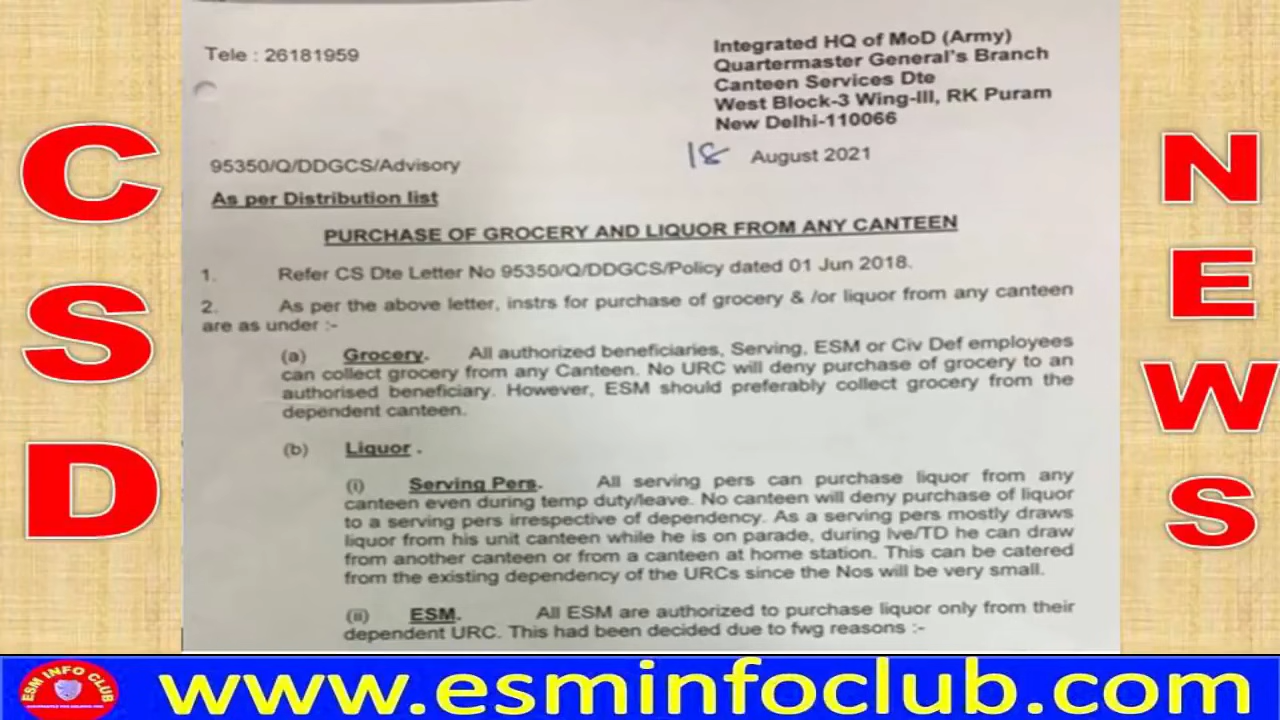 CSD
NEWS
Tele : 26181959
Integrated HQ of MoD (Army)
Quartermaster General's Branch
Canteen Services Dte
West Block-3 Wing-III, RK Puram
New Delhi-110066
18 August 2021
95350/Q/DDGCS/Advisory
As per Distribution list
PURCHASE OF GROCERY AND LIQUOR FROM ANY CANTEEN
1. Refer CS Dte Letter No 95350/Q/DDGCS/Policy dated 01 Jun 2018.
2. As per the above letter, instrs for purchase of grocery & /or liquor from any canteen
are as under :-
(a) Grocery. All authorized beneficiaries, Serving, ESM or Civ Def employees
can collect grocery from any Canteen. No URC will deny purchase of grocery to an
authorised beneficiary. However, ESM should preferably collect grocery from the
dependent canteen.
(b) Liquor .
(i) Serving Pers. All serving pers can purchase liquor from any
canteen even during temp duty/leave. No canteen will deny purchase of liquor
to a serving pers irrespective of dependency. As a serving pers mostly draws
liquor from his unit canteen while he is on parade, during lve/TD he can draw
from another canteen or from a canteen at home station. This can be catered
from the existing dependency of the URCs since the Nos will be very small.
(ii) ESM. All ESM are authorized to purchase liquor only from their
dependent URC. This had been decided due to fwg reasons :-
ESM INFO CLUB
www.esminfoclub.com